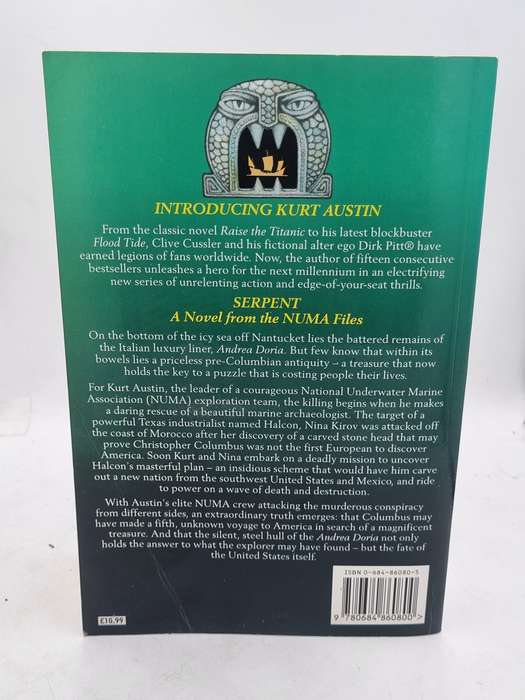 INTRODUCING KURT AUSTIN
From the classic novel Raise the Titanic to his latest blockbuster
Flood Tide, Clive Cussler and his fictional alter ego Dirk Pitt® have
earned legions of fans worldwide. Now, the author of fifteen consecutive
bestsellers unleashes a hero for the next millennium in an electrifying
new series of unrelenting action and edge-of-your-seat thrills.
SERPENT
A Novel from the NUMA Files
On the bottom of the icy sea off Nantucket lies the battered remains of
the Italian luxury liner, Andrea Doria. But few know that within its
bowels lies a priceless pre-Columbian antiquity – a treasure that now
holds the key to a puzzle that is costing people their lives.
For Kurt Austin, the leader of a courageous National Underwater Marine
Association (NUMA) exploration team, the killing begins when he makes
a daring rescue of a beautiful marine archaeologist. The target of a
powerful Texas industrialist named Halcon, Nina Kirov was attacked off
the coast of Morocco after her discovery of a carved stone head that may
prove Christopher Columbus was not the first European to discover
America. Soon Kurt and Nina embark on a deadly mission to uncover
Halcon's masterful plan – an insidious scheme that would have him carve
out a new nation from the southwest United States and Mexico, and ride
to power on a wave of death and destruction.
With Austin's elite NUMA crew attacking the murderous conspiracy
from different sides, an extraordinary truth emerges: that Columbus may
have made a fifth, unknown voyage to America in search of a magnificent
treasure. And that the silent, steel hull of the Andrea Doria not only
holds the answer to what the explorer may have found – but the fate of
the United States itself.
ISBN 0-684-86080-5
9 780684 860800 >
£10.99